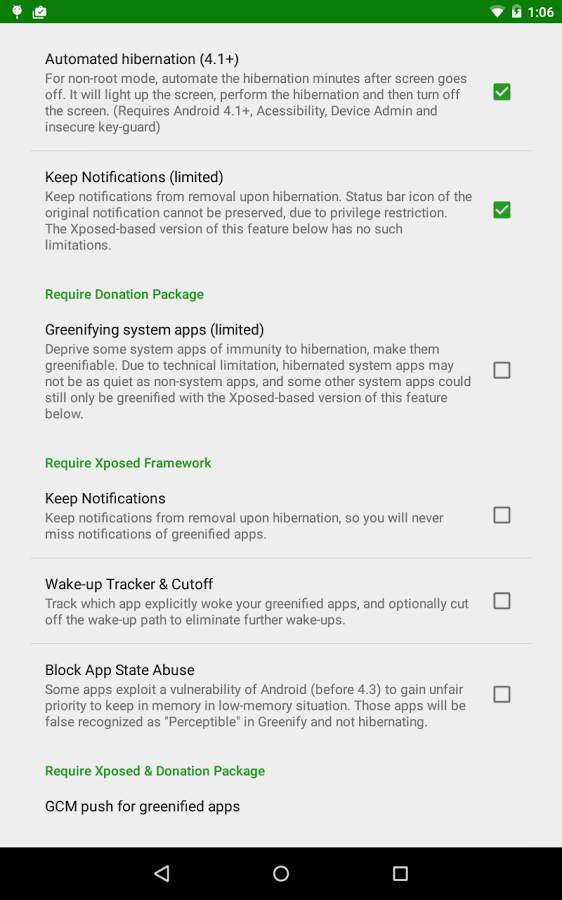 1:06
Automated hibernation (4.1+)
For non-root mode, automate the hibernation minutes after screen goes
off. It will light up the screen, perform the hibernation and then turn off
the screen. (Requires Android 4.1+, Acessibility, Device Admin and
insecure key-guard)
Keep Notifications (limited)
Keep notifications from removal upon hibernation. Status bar icon of the
original notification cannot be preserved, due to privilege restriction.
The Xposed-based version of this feature below has no such
limitations.
Require Donation Package
Greenifying system apps (limited)
Deprive some system apps of immunity to hibernation, make them
greenifiable. Due to technical limitation, hibernated system apps may
not be as quiet as non-system apps, and some other system apps could
still only be greenified with the Xposed-based version of this feature
below.
Require Xposed Framework
Keep Notifications
Keep notifications from removal upon hibernation, so you will never
miss notifications of greenified apps.
Wake-up Tracker & Cutoff
Track which app explicitly woke your greenified apps, and optionally cut
off the wake-up path to eliminate further wake-ups.
Block App State Abuse
Some apps exploit a vulnerability of Android (before 4.3) to gain unfair
priority to keep in memory in low-memory situation. Those apps will be
false recognized as "Perceptible" in Greenify and not hibernating.
Require Xposed & Donation Package
GCM push for greenified apps